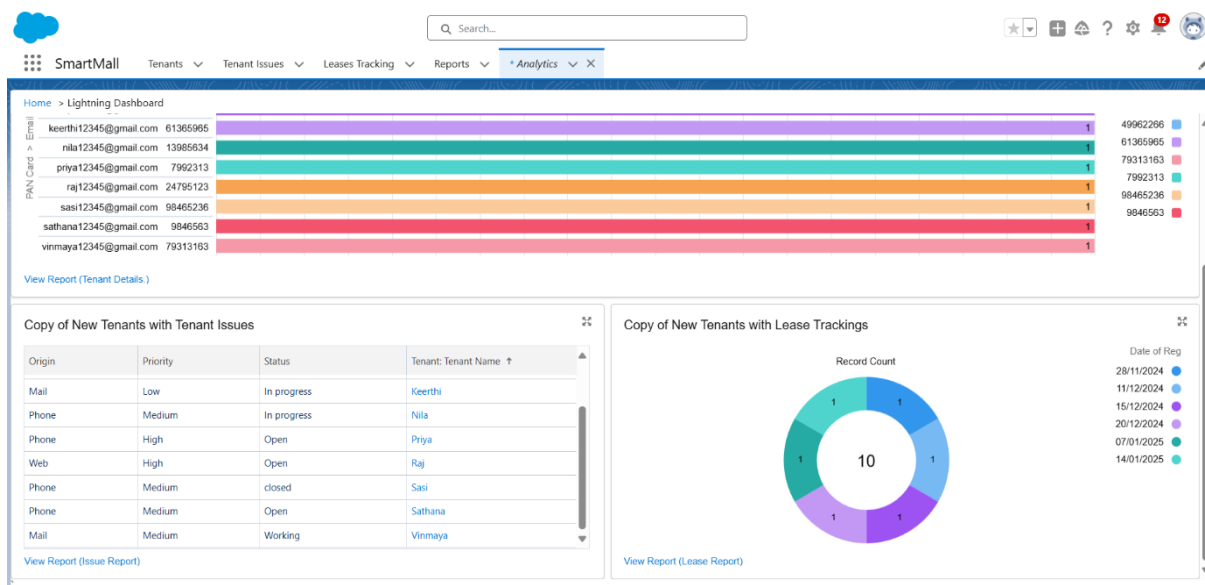 Search...
12
SmartMall Tenants Tenant Issues Leases Tracking Reports * Analytics
Home > Lightning Dashboard
PAN Card > Email
keerthi12345@gmail.com 61365965 1
nila12345@gmail.com 13985634 1
priya12345@gmail.com 7992313 1
raj12345@gmail.com 24795123 1
sasi12345@gmail.com 98465236 1
sathana12345@gmail.com 9846563 1
vinmaya12345@gmail.com 79313163 1
49962266
61365965
79313163
7992313
98465236
9846563
View Report (Tenant Details.)
Copy of New Tenants with Tenant Issues
Origin Priority Status Tenant: Tenant Name ↑
Mail Low In progress Keerthi
Phone Medium In progress Nila
Phone High Open Priya
Web High Open Raj
Phone Medium closed Sasi
Phone Medium Open Sathana
Mail Medium Working Vinmaya
View Report (Issue Report)
Copy of New Tenants with Lease Trackings
Record Count
1 1
1 10 1
1 1
Date of Reg
28/11/2024
11/12/2024
15/12/2024
20/12/2024
07/01/2025
14/01/2025
View Report (Lease Report)